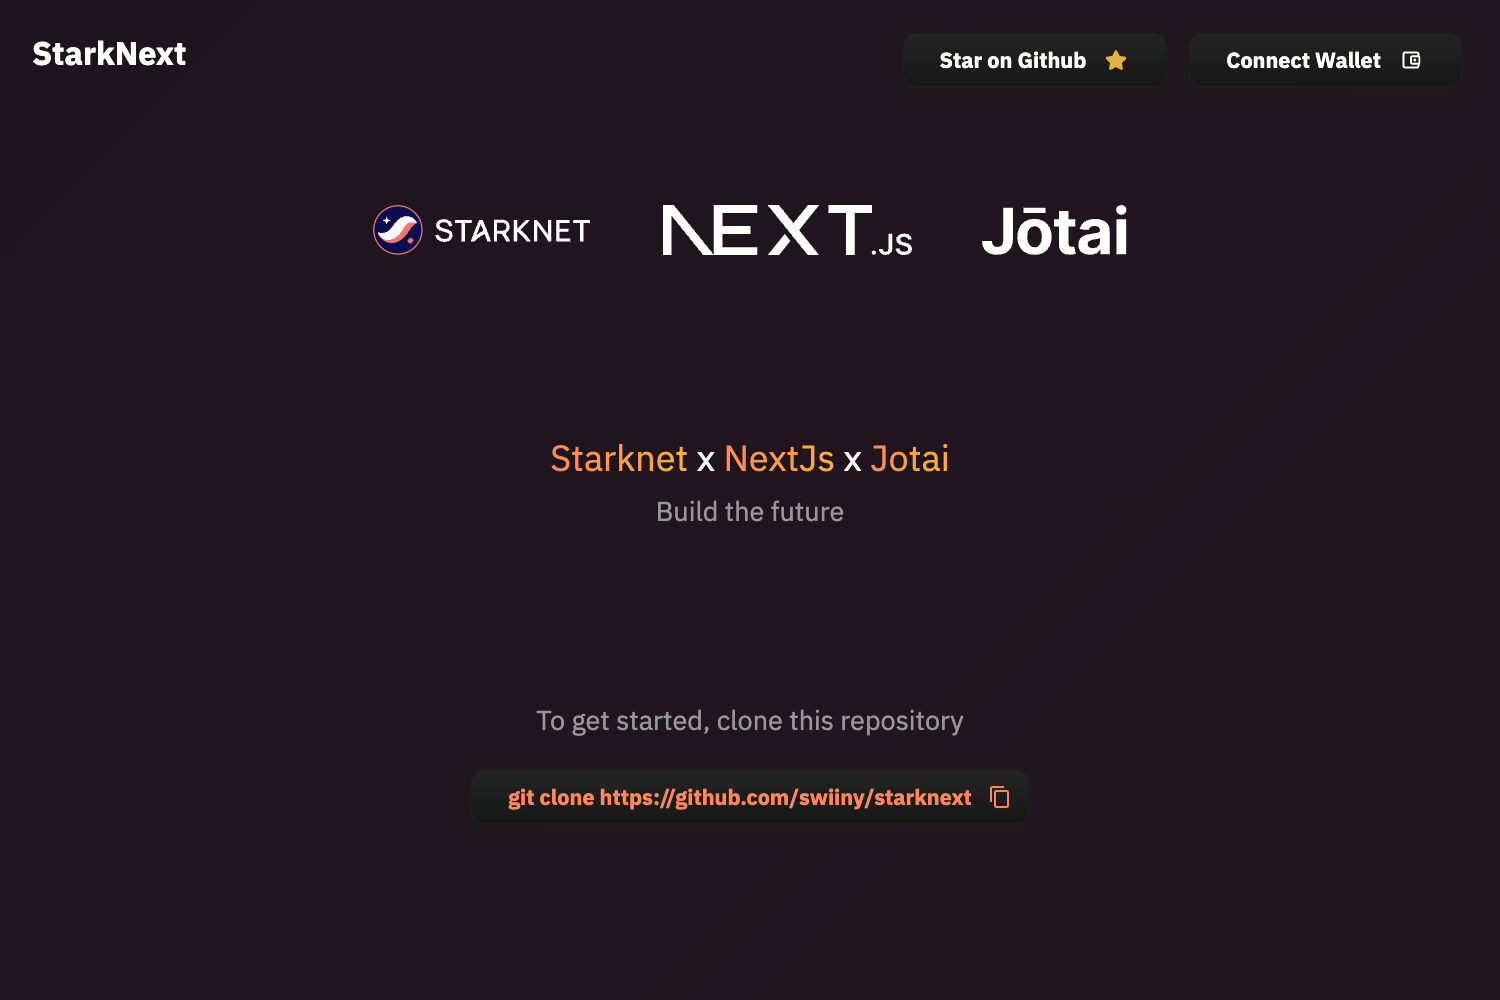 StarkNext
Star on Github
Connect Wallet
STARKNET
NEXT.JS
Jōtai
Starknet x NextJs x Jotai
Build the future
To get started, clone this repository
git clone https://github.com/swiiny/starknext